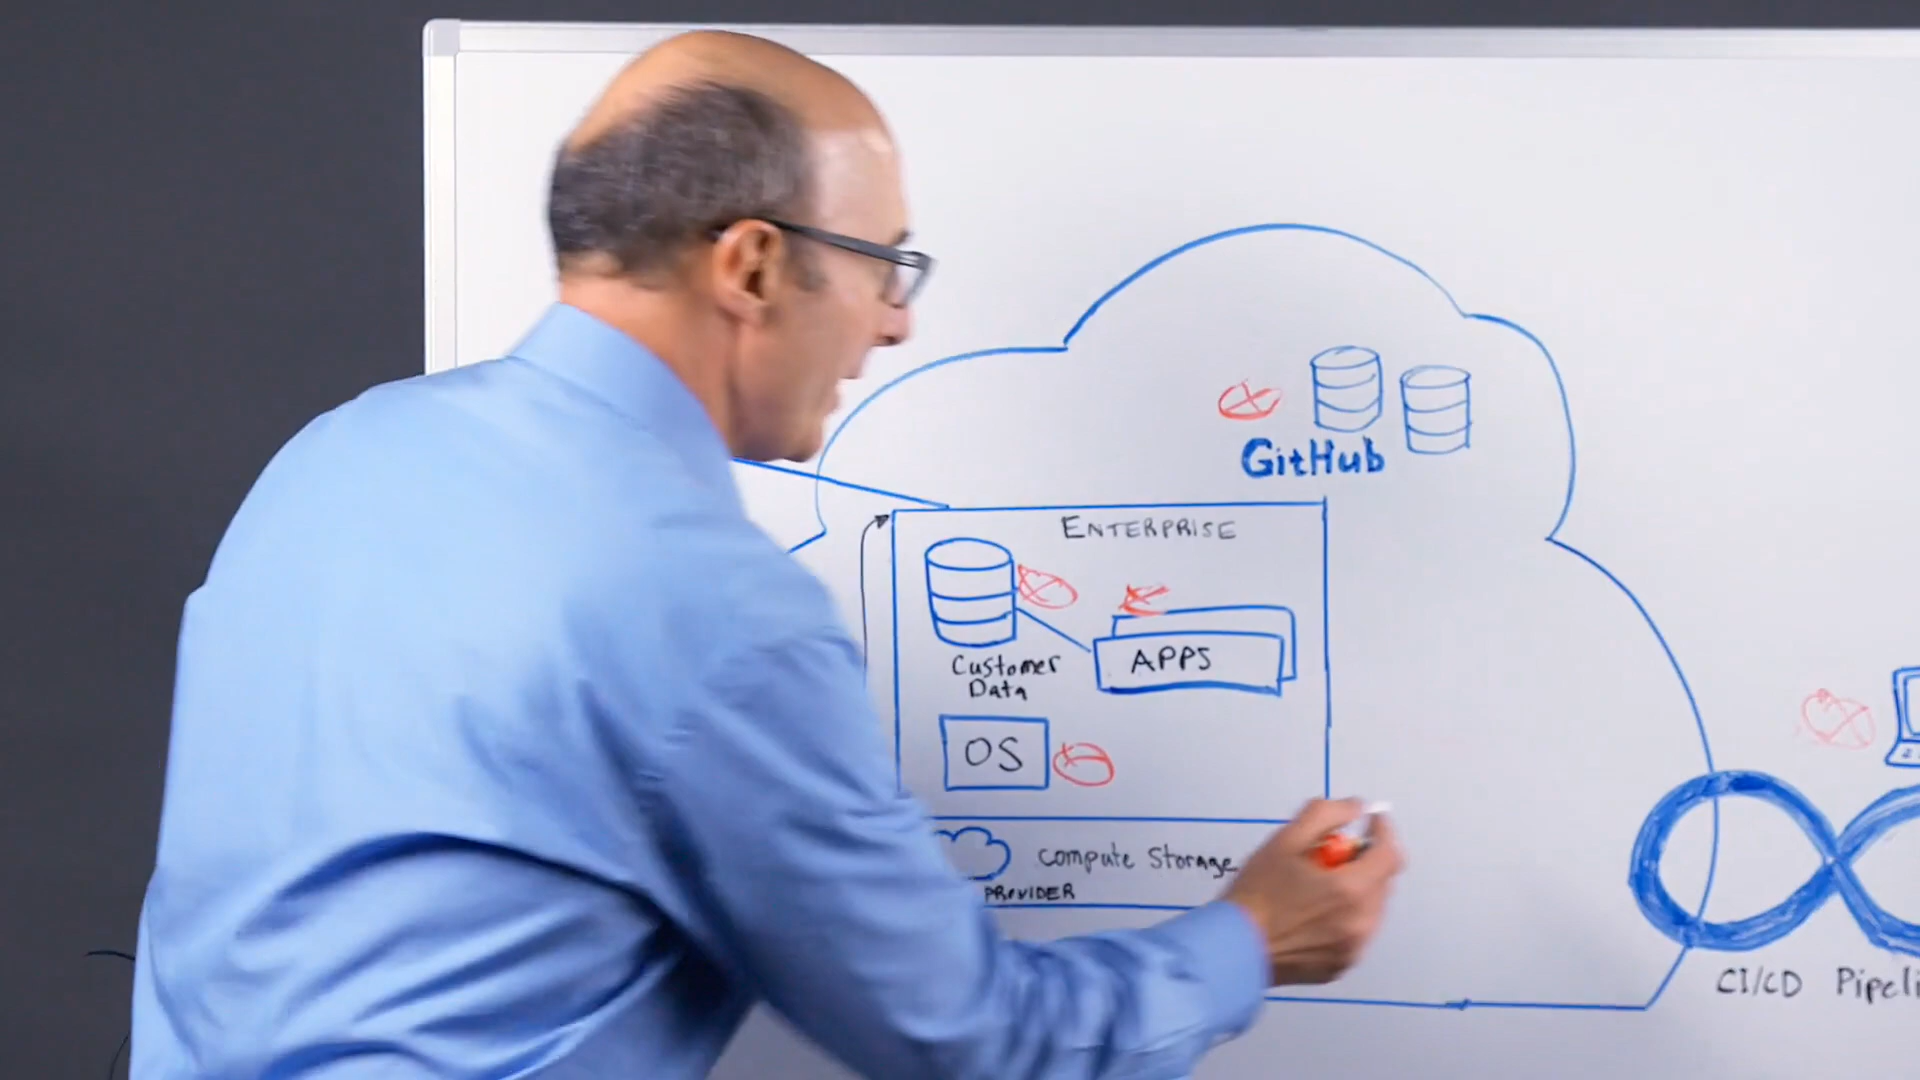 GitHub
ENTERPRISE
Customer
Data
APPS
OS
Compute Storage
PROVIDER
CI/CD